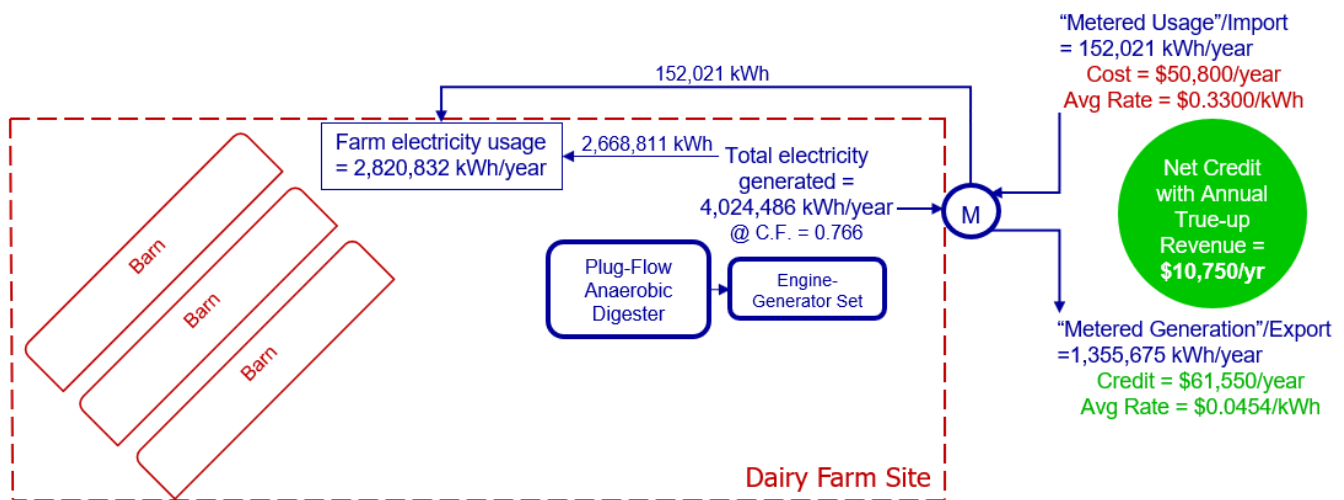 “Metered Usage”/Import
= 152,021 kWh/year
Cost = $50,800/year
Avg Rate = $0.3300/kWh
152,021 kWh
Farm electricity usage
= 2,820,832 kWh/year
2,668,811 kWh
Total electricity
generated =
4,024,486 kWh/year
@ C.F. = 0.766
M
Net Credit
with Annual
True-up
Revenue =
$10,750/yr
Barn
Barn
Barn
Plug-Flow
Anaerobic
Digester
Engine-
Generator Set
“Metered Generation”/Export
=1,355,675 kWh/year
Credit = $61,550/year
Avg Rate = $0.0454/kWh
Dairy Farm Site